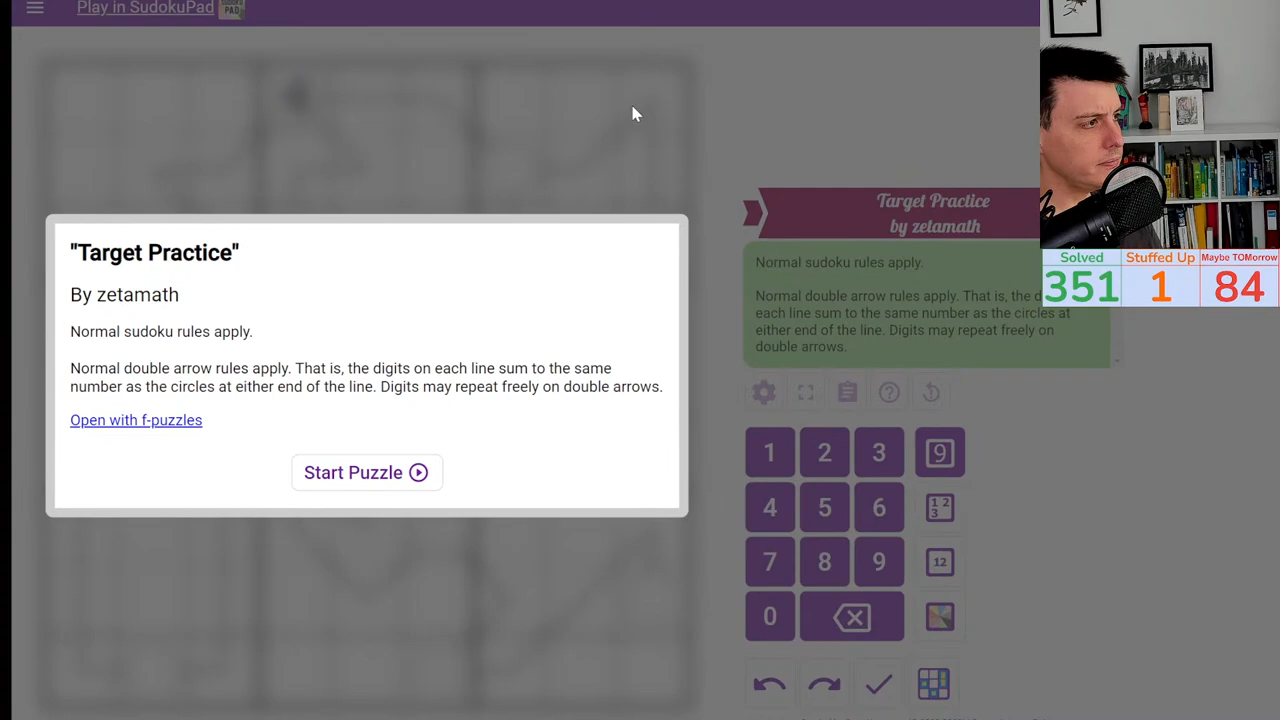 Play in SudokuPad
SUDOKU PAD
Target Practice
by zetamath
Solved
Stuffed Up
Maybe TOMorrow
351
1
84
Normal sudoku rules apply.
Normal double arrow rules apply. That is, the d
each line sum to the same number as the circles at
either end of the line. Digits may repeat freely on
double arrows.
"Target Practice"
By zetamath
Normal sudoku rules apply.
Normal double arrow rules apply. That is, the digits on each line sum to the same
number as the circles at either end of the line. Digits may repeat freely on double arrows.
Open with f-puzzles
Start Puzzle
1 2 3 9
4 5 6 1 2 3
7 8 9 12
0